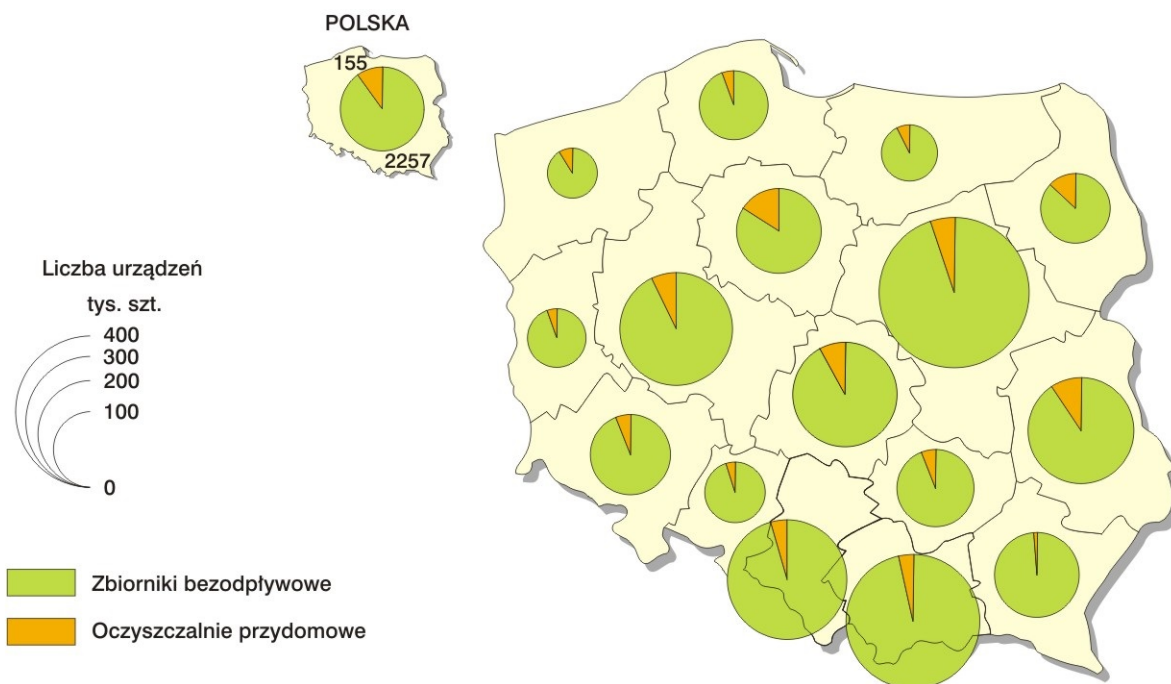 POLSKA
155
2257
Liczba urządzeń
tys. szt.
400
300
200
100
0
Zbiorniki bezodpływowe
Oczyszczalnie przydomowe